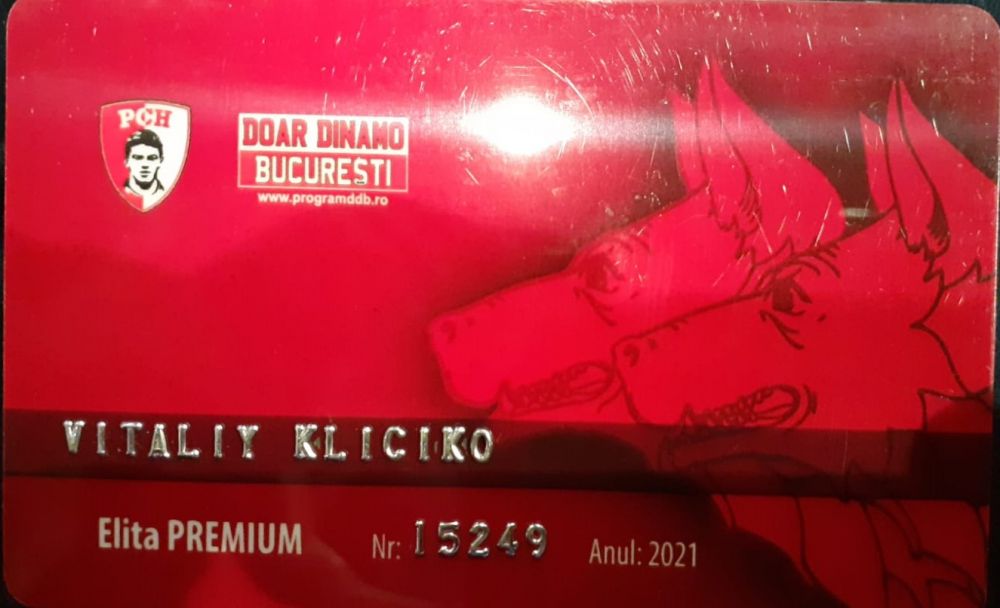 PCH
DOAR DINAMO
BUCUREȘTI
www.programddb.ro
VITALIY KLICIKO
Elita PREMIUM Nr: 15249 Anul: 2021